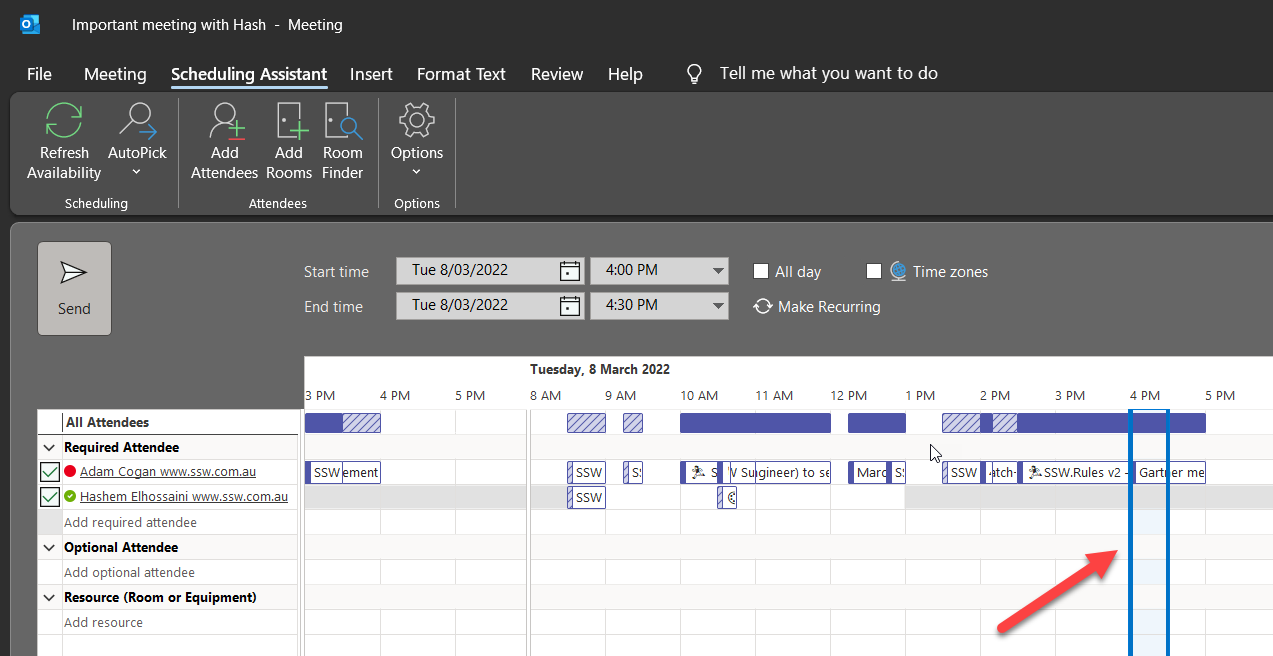 Important meeting with Hash - Meeting
File Meeting Scheduling Assistant Insert Format Text Review Help Tell me what you want to do
Refresh Availability
AutoPick
Add Attendees
Add Rooms
Room Finder
Options
Scheduling Attendees Options
Send
Start time Tue 8/03/2022 4:00 PM All day Time zones
End time Tue 8/03/2022 4:30 PM Make Recurring
Tuesday, 8 March 2022
3 PM 4 PM 5 PM 8 AM 9 AM 10 AM 11 AM 12 PM 1 PM 2 PM 3 PM 4 PM 5 PM
All Attendees
Required Attendee
Adam Cogan www.ssw.com.au SSW ement SSW S V Su gineer) to se Marc S SSW atch- SSW.Rules v2 - Gartner me
Hashem Elhossaini www.ssw.com.au SSW
Add required attendee
Optional Attendee
Add optional attendee
Resource (Room or Equipment)
Add resource